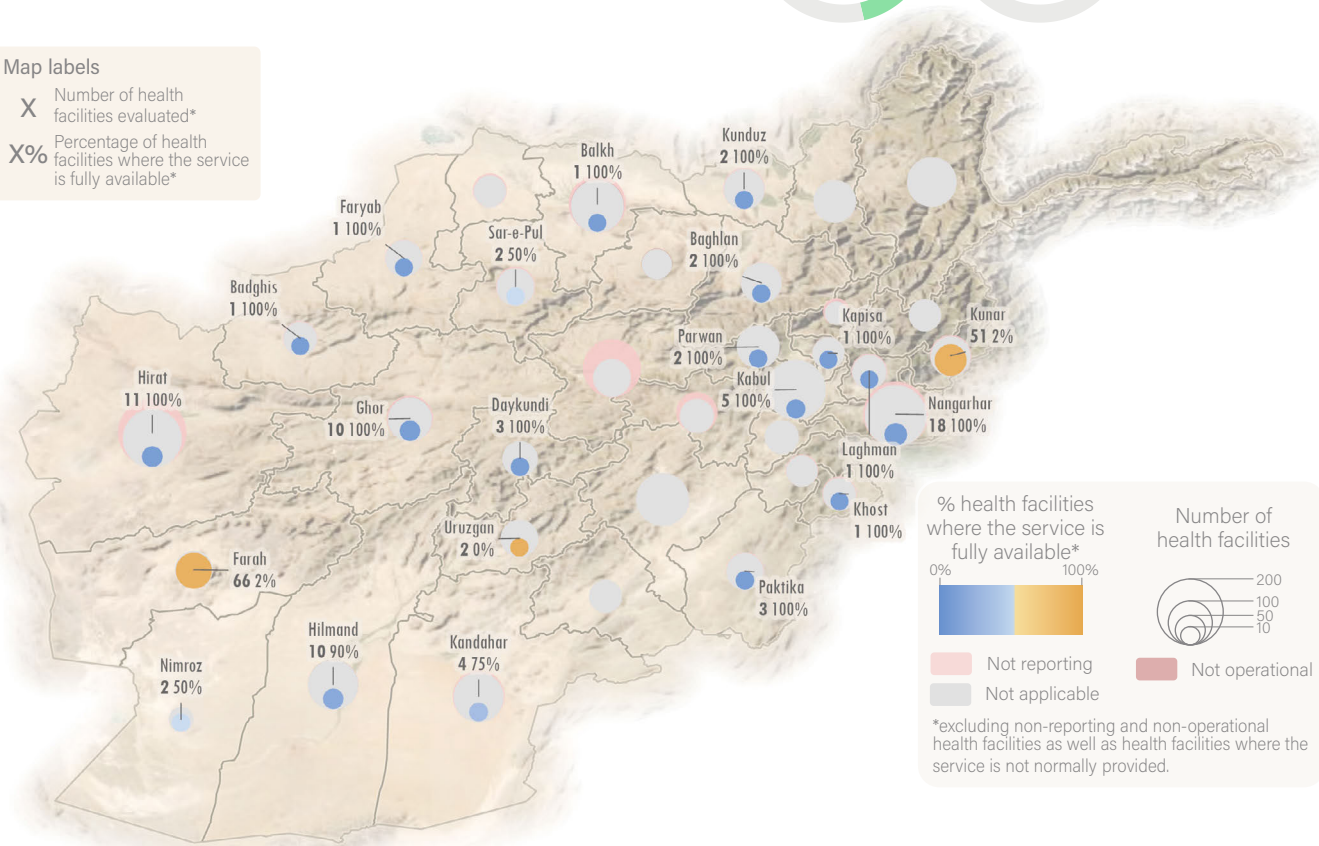 Map labels
X
Number of health
facilities evaluated*
X%
Percentage of health
facilities where the service
is fully available*
Kunduz
2 100%
Balkh
1 100%
Faryab
1 100%
Sar-e-Pul
2 50%
Baghlan
2 100%
Badghis
1 100%
Kapisa
1 100%
Kunar
51 2%
Parwan
2 100%
Hirat
11 100%
Kabul
5 100%
Ghor
10 100%
Daykundi
3 100%
Nangarhar
18 100%
Laghman
1 100%
Khost
1 100%
Uruzgan
2 0%
Farah
66 2%
Paktika
3 100%
Hilmand
10 90%
Kandahar
4 75%
Nimroz
2 50%
% health facilities
where the service is
fully available*
0%
100%
Number of
health facilities
200
100
50
10
Not reporting
Not operational
Not applicable
*excluding non-reporting and non-operational
health facilities as well as health facilities where the
service is not normally provided.